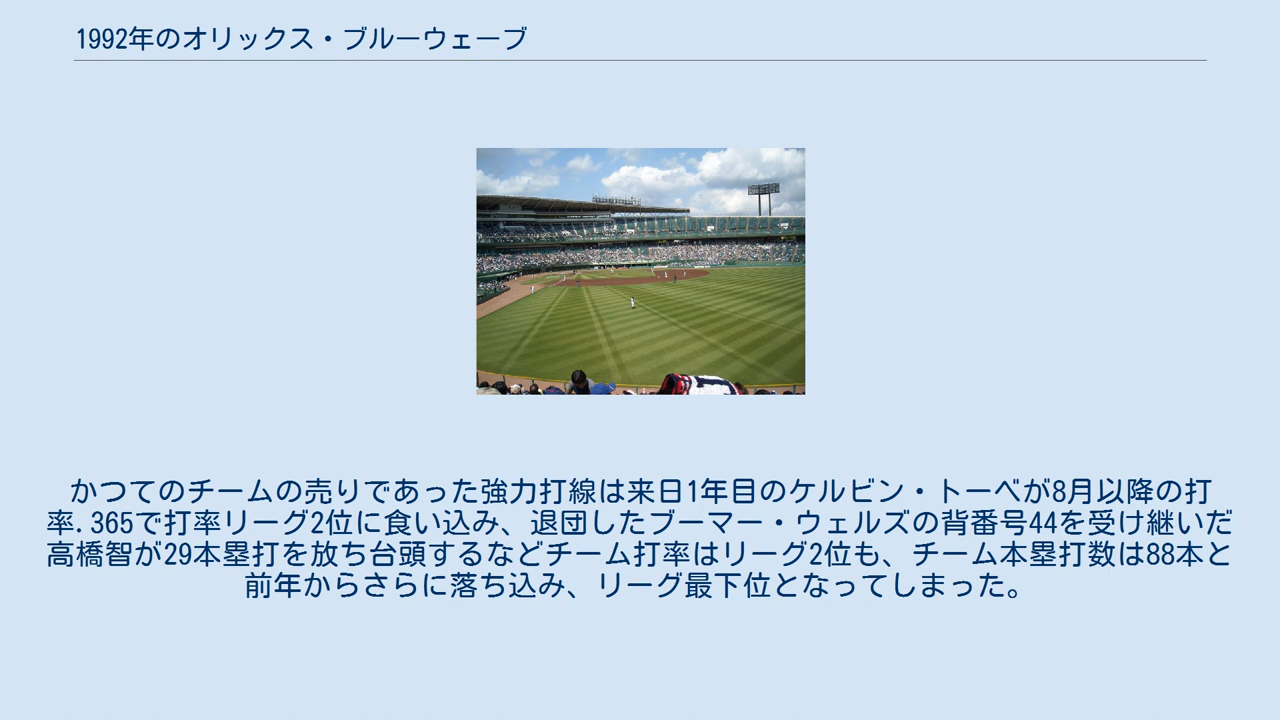 1992年のオリックス・ブルーウェーブ
かつてのチームの売りであった強力打線は来日1年目のケルビン・トーベが8月以降の打
率.365で打率リーグ2位に食い込み、退団したブーマー・ウェルズの背番号44を受け継いだ
高橋智が29本塁打を放ち台頭するなどチーム打率はリーグ2位も、チーム本塁打数は88本と
前年からさらに落ち込み、リーグ最下位となってしまった。